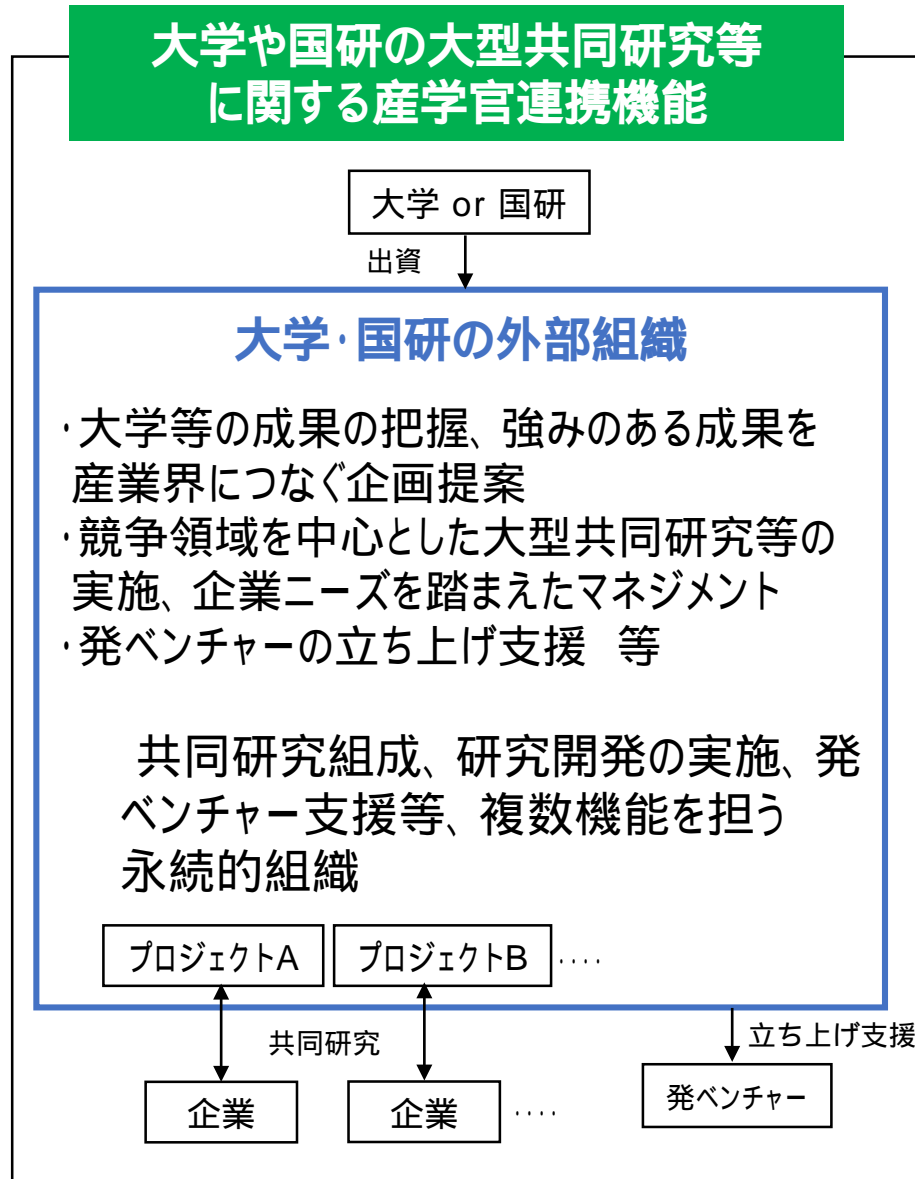 大学や国研の大型共同研究等
に関する産学官連携機能
大学 or 国研
出資
大学・国研の外部組織
・大学等の成果の把握、強みのある成果を
産業界につなぐ企画提案
・競争領域を中心とした大型共同研究等の
実施、企業ニーズを踏まえたマネジメント
・発ベンチャーの立ち上げ支援 等
共同研究組成、研究開発の実施、発
ベンチャー支援等、複数機能を担う
永続的組織
プロジェクトA プロジェクトB ‥‥
共同研究 立ち上げ支援
企業 企業 ‥‥ 発ベンチャー